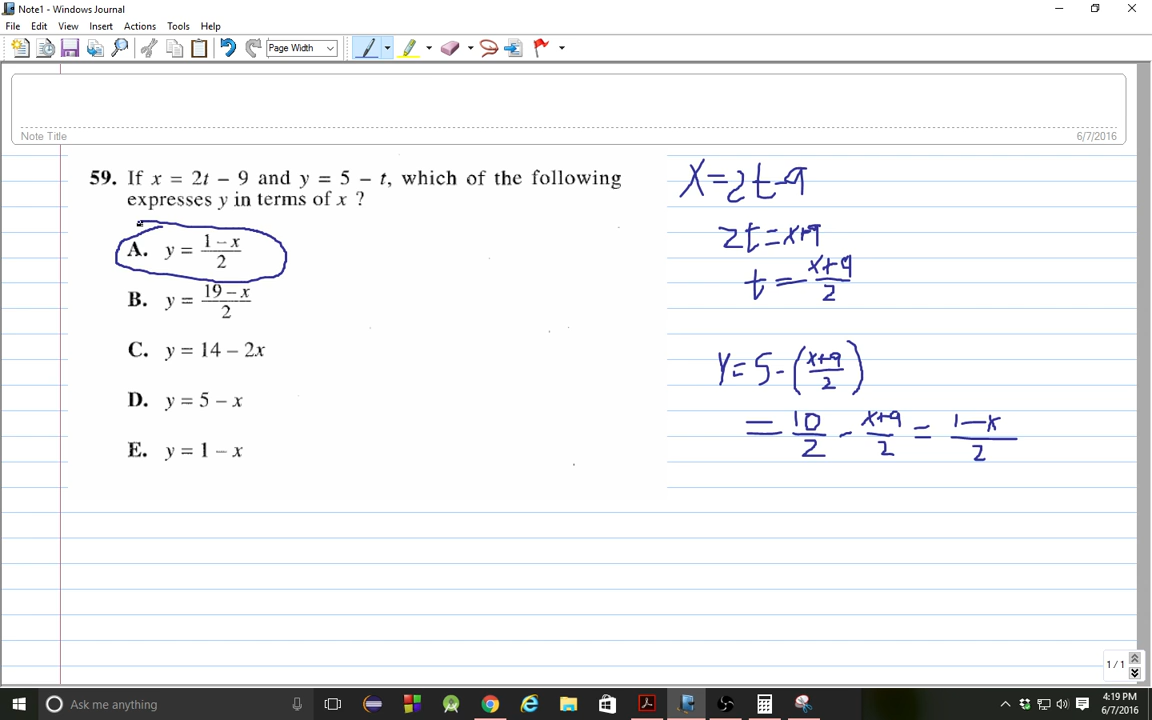 Note1 - Windows Journal
File Edit View Insert Actions Tools Help
Page Width
Note Title
6/7/2016
59. If x = 2t – 9 and y = 5 – t, which of the following
expresses y in terms of x ?
A. y = (1 – x)/2
B. y = (19 – x)/2
C. y = 14 – 2x
D. y = 5 – x
E. y = 1 – x
X = 2t - 9
2t = x+9
t = (x+9)/2
Y = 5 - ((x+9)/2)
= 10/2 - (x+9)/2 = (1 - x)/2
1 / 1
Ask me anything
4:19 PM
6/7/2016